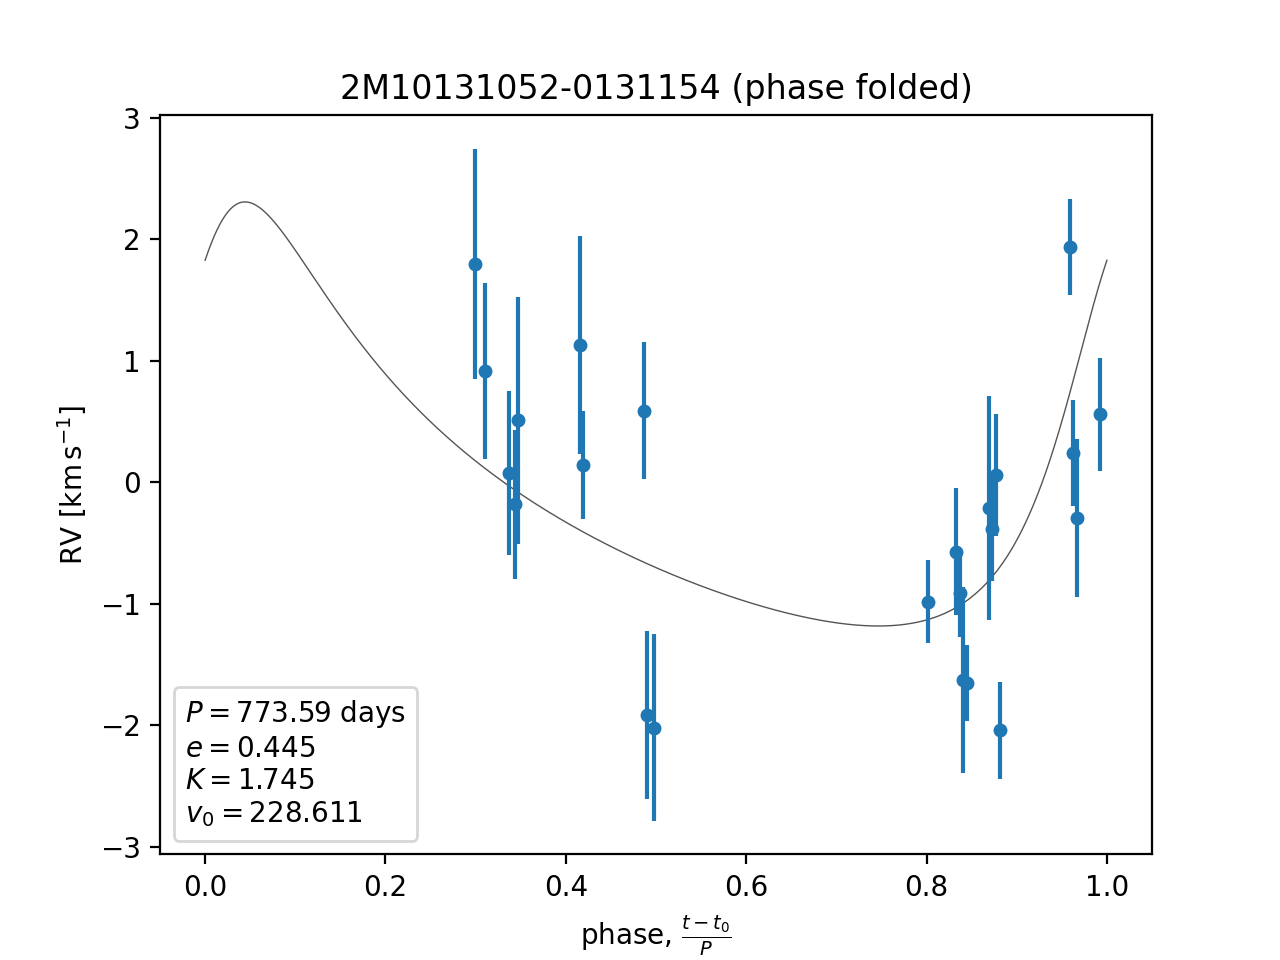 2M10131052-0131154 (phase folded)
3
2
1
0
−1
−2
−3
RV [km s⁻¹]
P = 773.59 days
e = 0.445
K = 1.745
v₀ = 228.611
0.0 0.2 0.4 0.6 0.8 1.0
phase, (t − t₀)/P